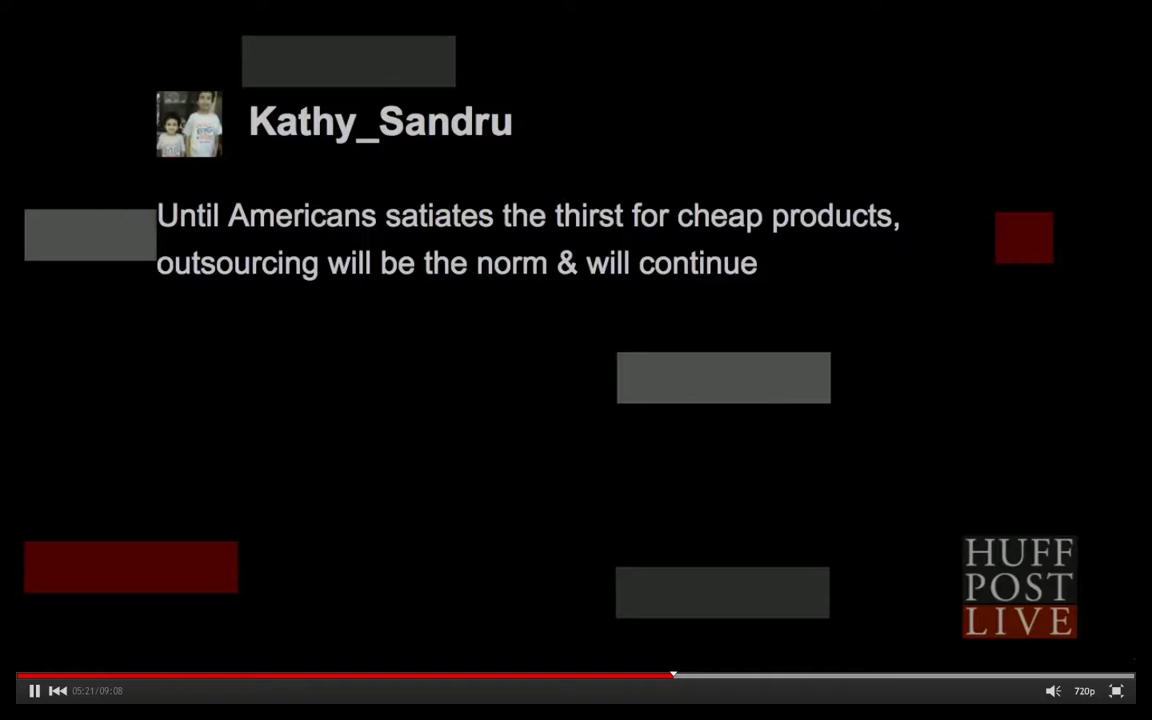 Kathy_Sandru
Until Americans satiates the thirst for cheap products,
outsourcing will be the norm & will continue
HUFF
POST
LIVE
05:21/09:08
720p